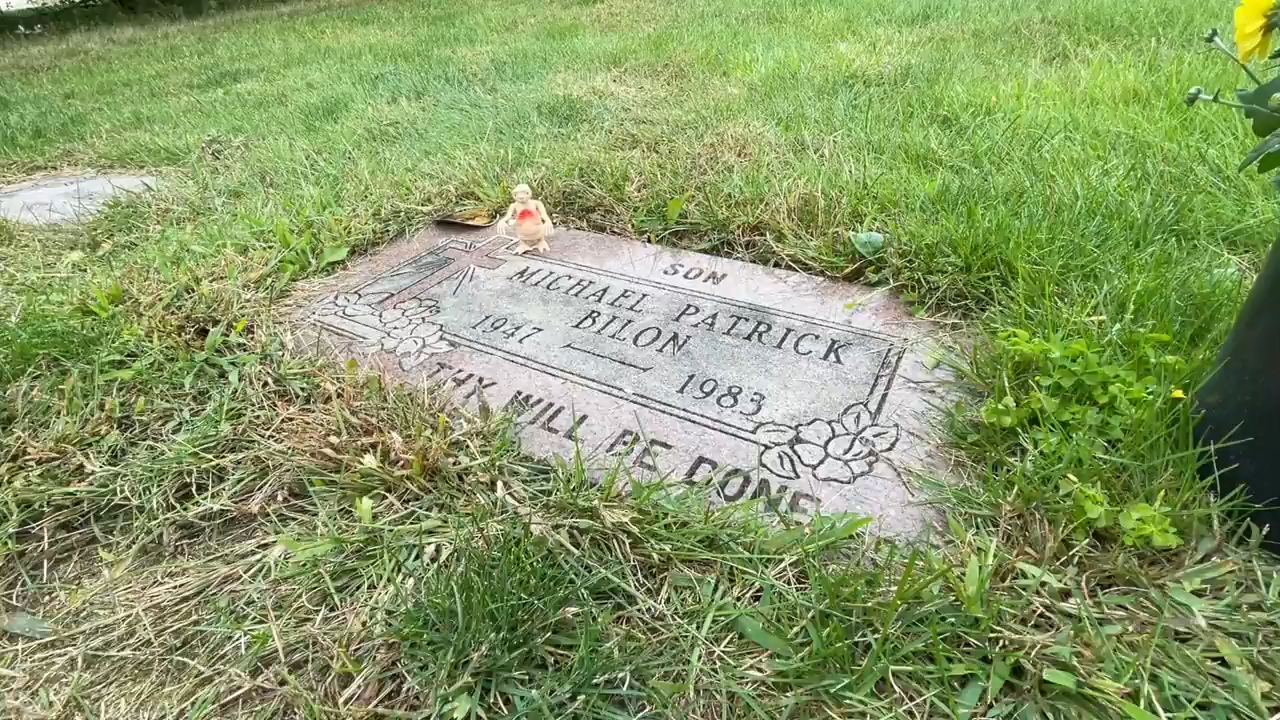 SON
MICHAEL PATRICK
BILON
1947 — 1983
THY WILL BE DONE